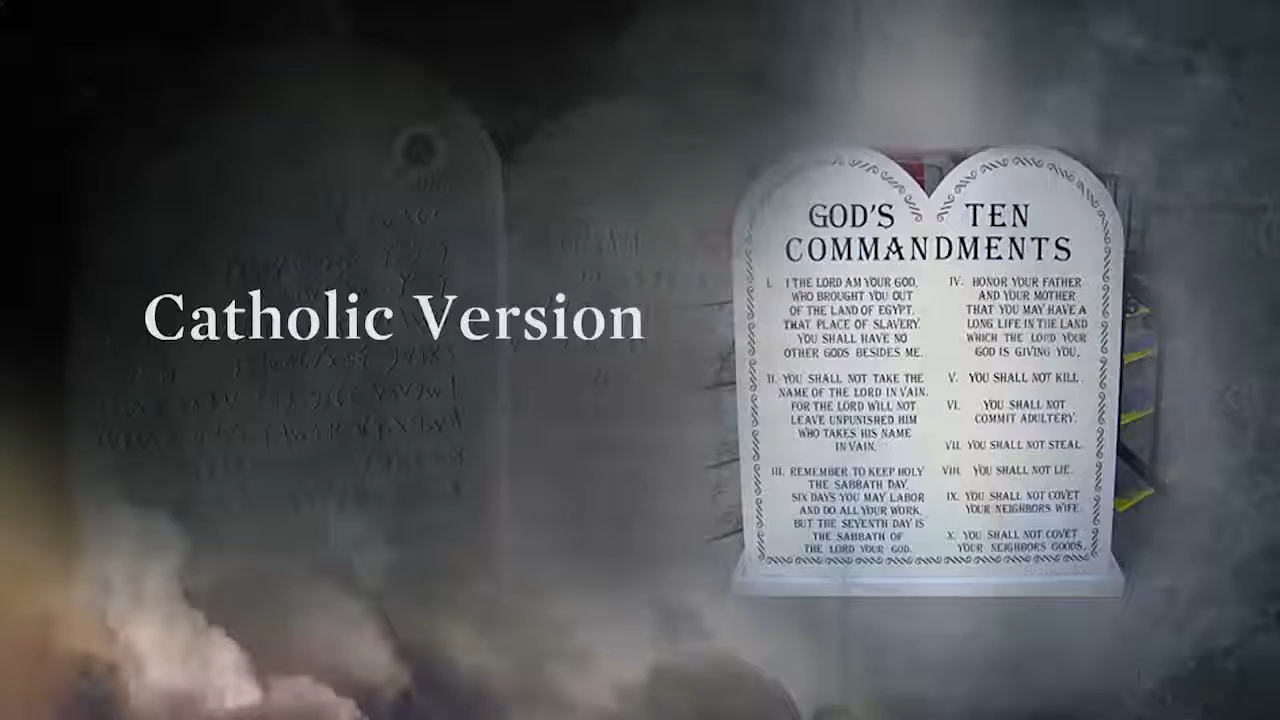 Catholic Version
GOD'S TEN
COMMANDMENTS
I. I THE LORD AM YOUR GOD,
WHO BROUGHT YOU OUT
OF THE LAND OF EGYPT.
THAT PLACE OF SLAVERY.
YOU SHALL HAVE NO
OTHER GODS BESIDES ME.
II. YOU SHALL NOT TAKE THE
NAME OF THE LORD IN VAIN.
FOR THE LORD WILL NOT
LEAVE UNPUNISHED HIM
WHO TAKES HIS NAME
IN VAIN.
III. REMEMBER TO KEEP HOLY
THE SABBATH DAY.
SIX DAYS YOU MAY LABOR
AND DO ALL YOUR WORK,
BUT THE SEVENTH DAY IS
THE SABBATH OF
THE LORD YOUR GOD.
IV. HONOR YOUR FATHER
AND YOUR MOTHER
THAT YOU MAY HAVE A
LONG LIFE IN THE LAND
WHICH THE LORD YOUR
GOD IS GIVING YOU.
V. YOU SHALL NOT KILL.
VI. YOU SHALL NOT
COMMIT ADULTERY.
VII. YOU SHALL NOT STEAL.
VIII. YOU SHALL NOT LIE.
IX. YOU SHALL NOT COVET
YOUR NEIGHBORS WIFE.
X. YOU SHALL NOT COVET
YOUR NEIGHBORS GOODS.